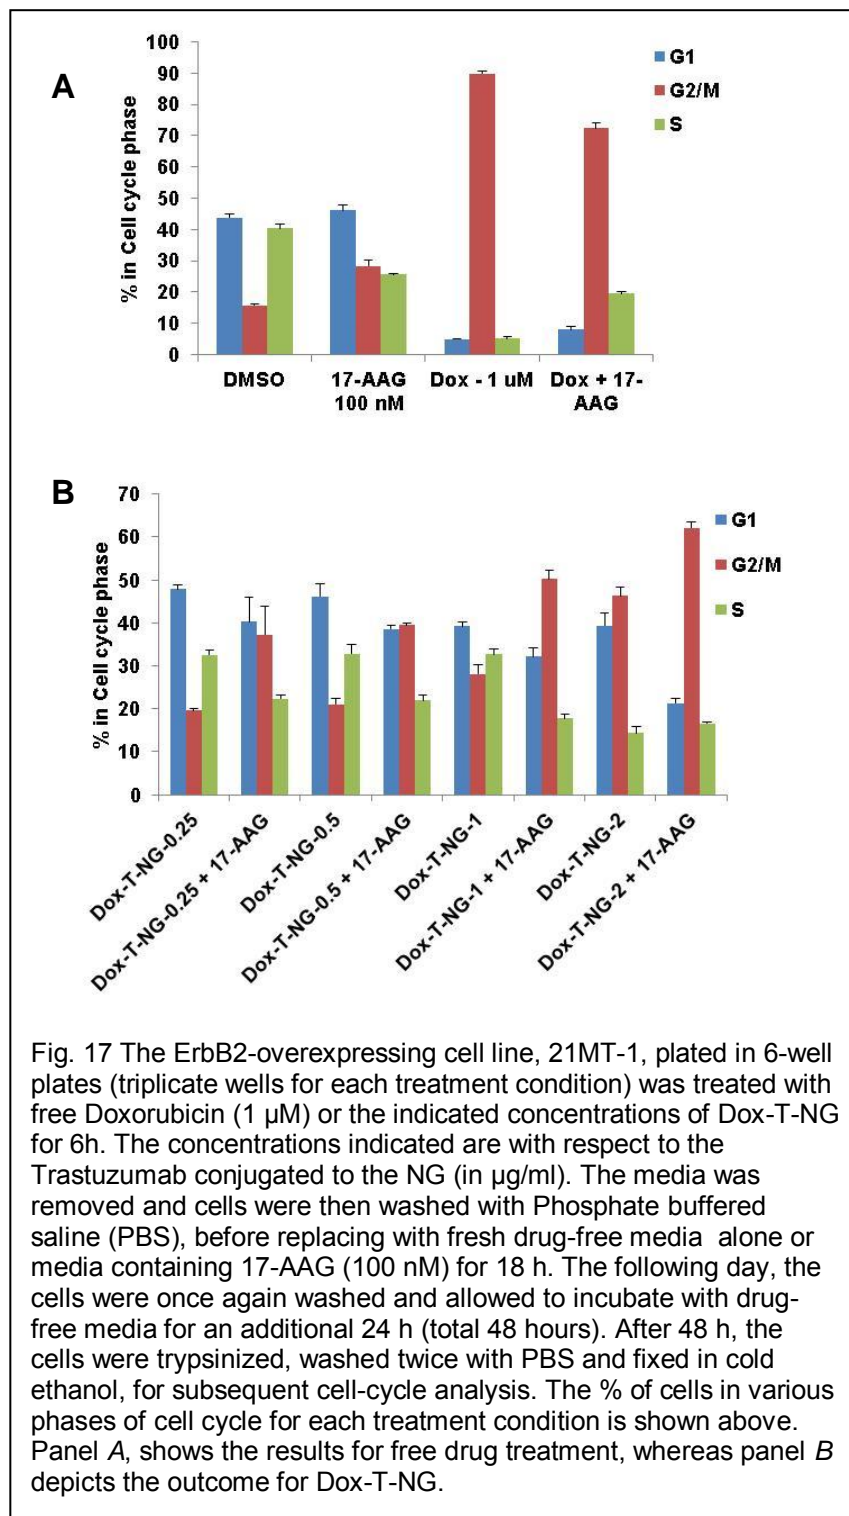 A
100
90
80
70
60
50
40
30
20
10
0
% in Cell cycle phase
G1
G2/M
S
DMSO
17-AAG
100 nM
Dox - 1 uM
Dox + 17-
AAG
B
70
60
50
40
30
20
10
0
% in Cell cycle phase
G1
G2/M
S
Dox-T-NG-0.25
Dox-T-NG-0.25 + 17-AAG
Dox-T-NG-0.5
Dox-T-NG-0.5 + 17-AAG
Dox-T-NG-1
Dox-T-NG-1 + 17-AAG
Dox-T-NG-2
Dox-T-NG-2 + 17-AAG
Fig. 17 The ErbB2-overexpressing cell line, 21MT-1, plated in 6-well
plates (triplicate wells for each treatment condition) was treated with
free Doxorubicin (1 µM) or the indicated concentrations of Dox-T-NG
for 6h. The concentrations indicated are with respect to the
Trastuzumab conjugated to the NG (in µg/ml). The media was
removed and cells were then washed with Phosphate buffered
saline (PBS), before replacing with fresh drug-free media alone or
media containing 17-AAG (100 nM) for 18 h. The following day, the
cells were once again washed and allowed to incubate with drug-
free media for an additional 24 h (total 48 hours). After 48 h, the
cells were trypsinized, washed twice with PBS and fixed in cold
ethanol, for subsequent cell-cycle analysis. The % of cells in various
phases of cell cycle for each treatment condition is shown above.
Panel A, shows the results for free drug treatment, whereas panel B
depicts the outcome for Dox-T-NG.